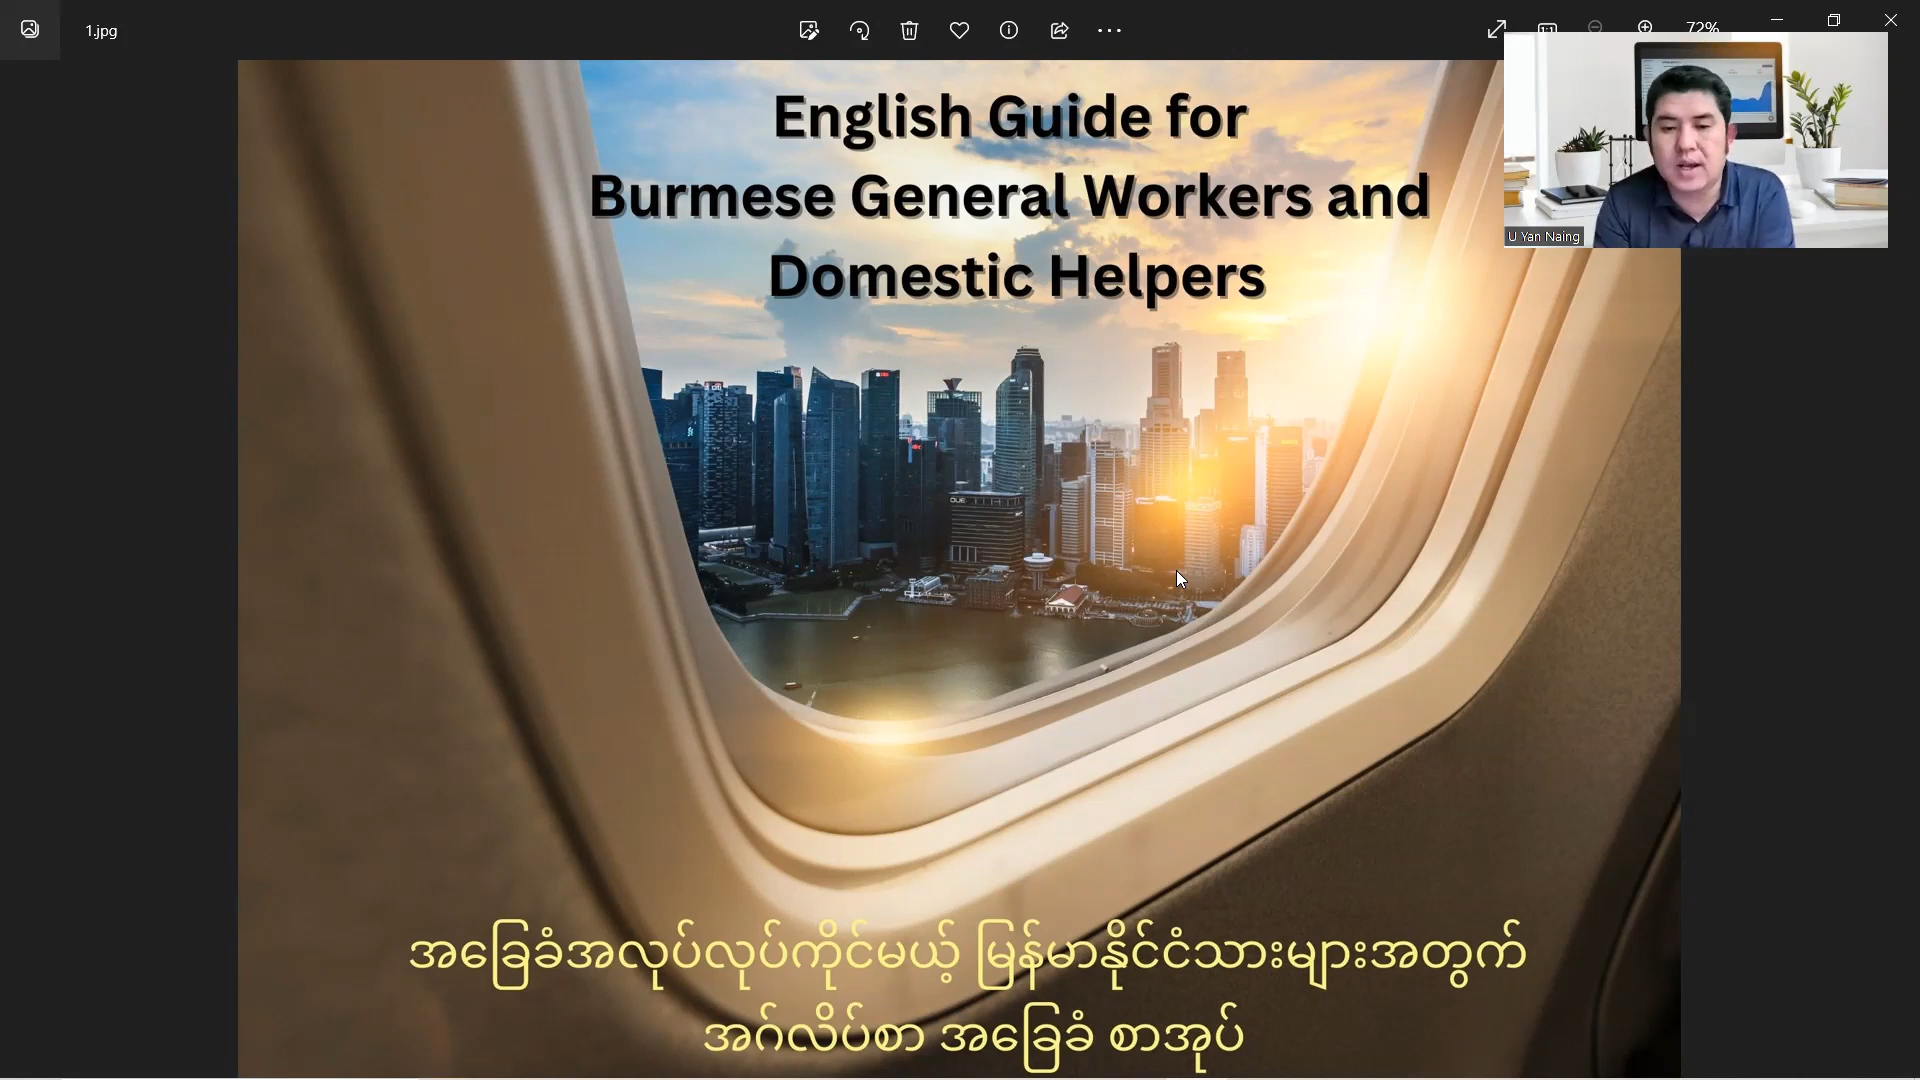 1.jpg
72%
English Guide for
Burmese General Workers and
Domestic Helpers
U Yan Naing
OUE
အခြေခံအလုပ်လုပ်ကိုင်မယ့် မြန်မာနိုင်ငံသားများအတွက်
အင်္ဂလိပ်စာ အခြေခံ စာအုပ်